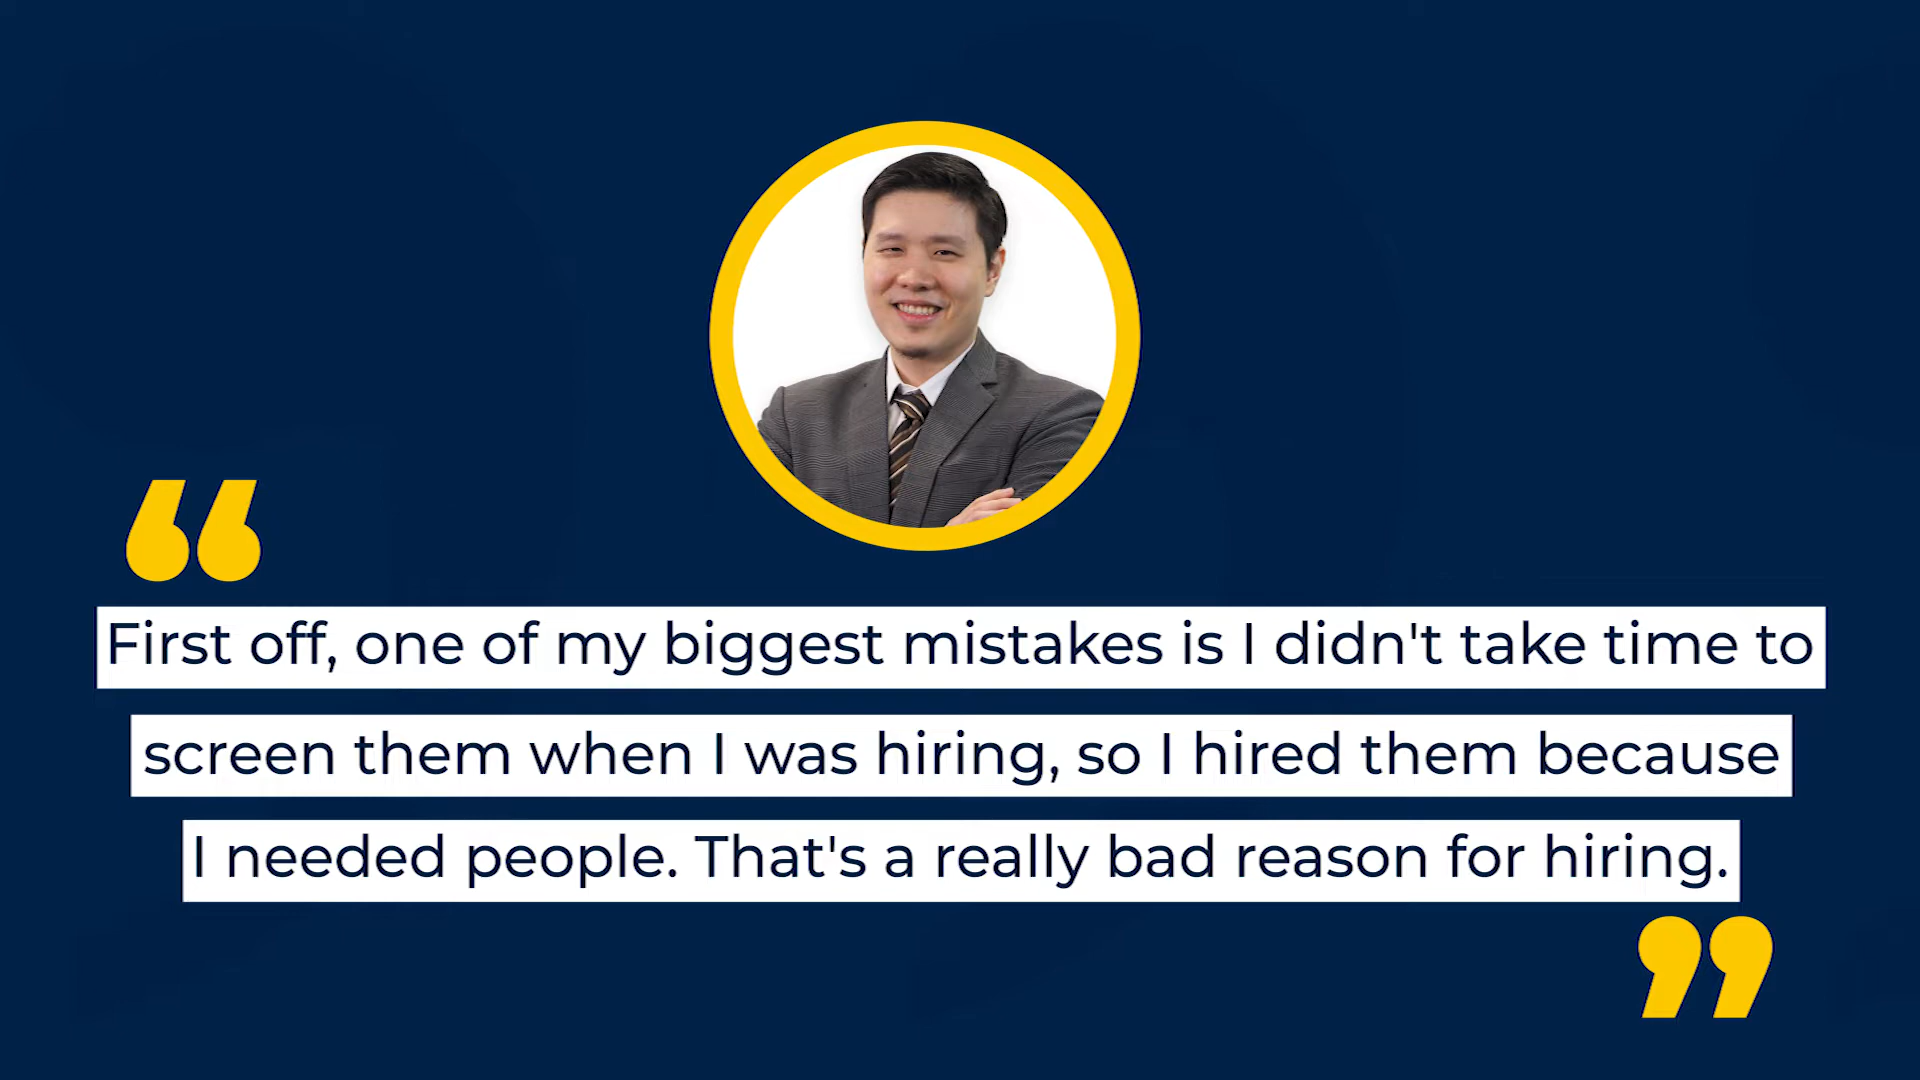 “
First off, one of my biggest mistakes is I didn't take time to
screen them when I was hiring, so I hired them because
I needed people. That's a really bad reason for hiring.
”